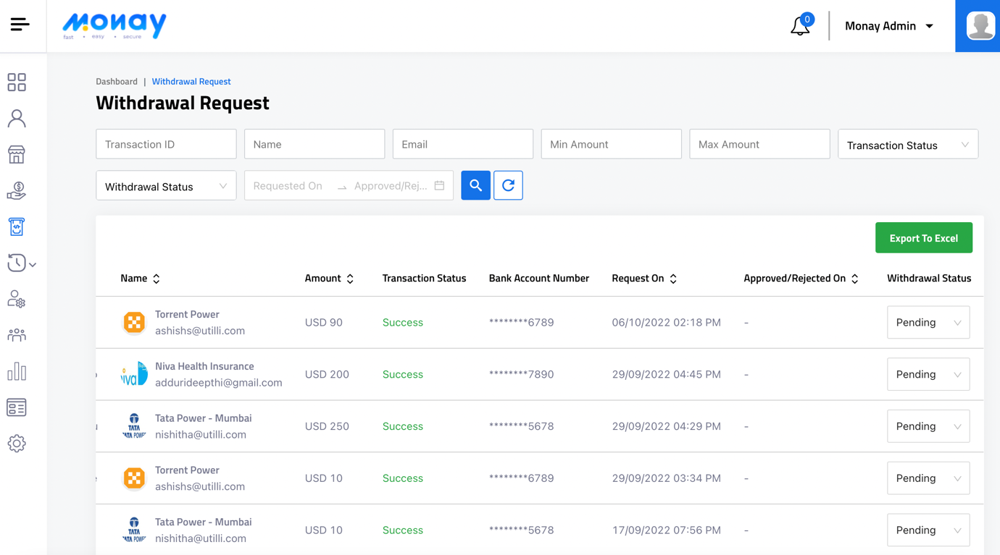 Monay
fast • easy • secure
0
Monay Admin
Dashboard | Withdrawal Request
Withdrawal Request
Transaction ID Name Email Min Amount Max Amount Transaction Status
Withdrawal Status Requested On Approved/Rej...
Export To Excel
Name Amount Transaction Status Bank Account Number Request On Approved/Rejected On Withdrawal Status
Torrent Power
ashishs@utilli.com USD 90 Success ********6789 06/10/2022 02:18 PM - Pending
Niva Health Insurance
niva
addurideepthi@gmail.com USD 200 Success ********7890 29/09/2022 04:45 PM - Pending
Tata Power - Mumbai
TATA
TATA POWER
nishitha@utilli.com USD 250 Success ********5678 29/09/2022 04:29 PM - Pending
Torrent Power
ashishs@utilli.com USD 10 Success ********6789 29/09/2022 03:34 PM - Pending
Tata Power - Mumbai
TATA
TATA POWER
nishitha@utilli.com USD 10 Success ********5678 17/09/2022 07:56 PM - Pending